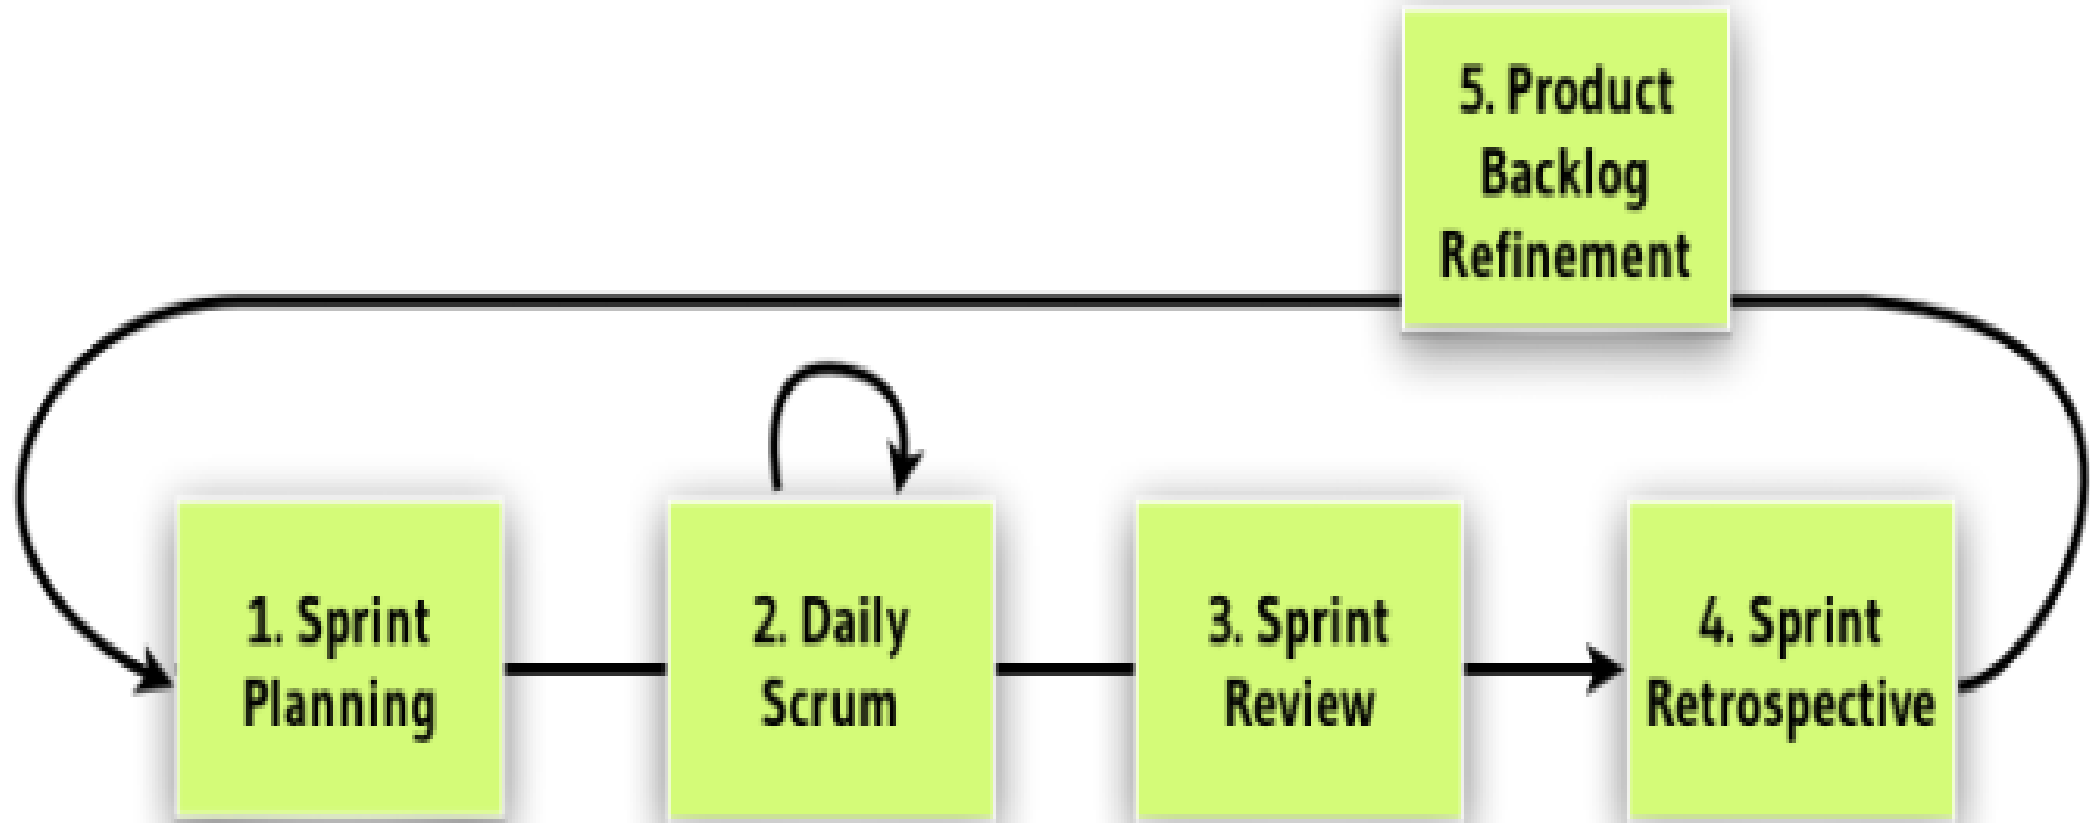 5. Product
Backlog
Refinement
1. Sprint
Planning
2. Daily
Scrum
3. Sprint
Review
4. Sprint
Retrospective